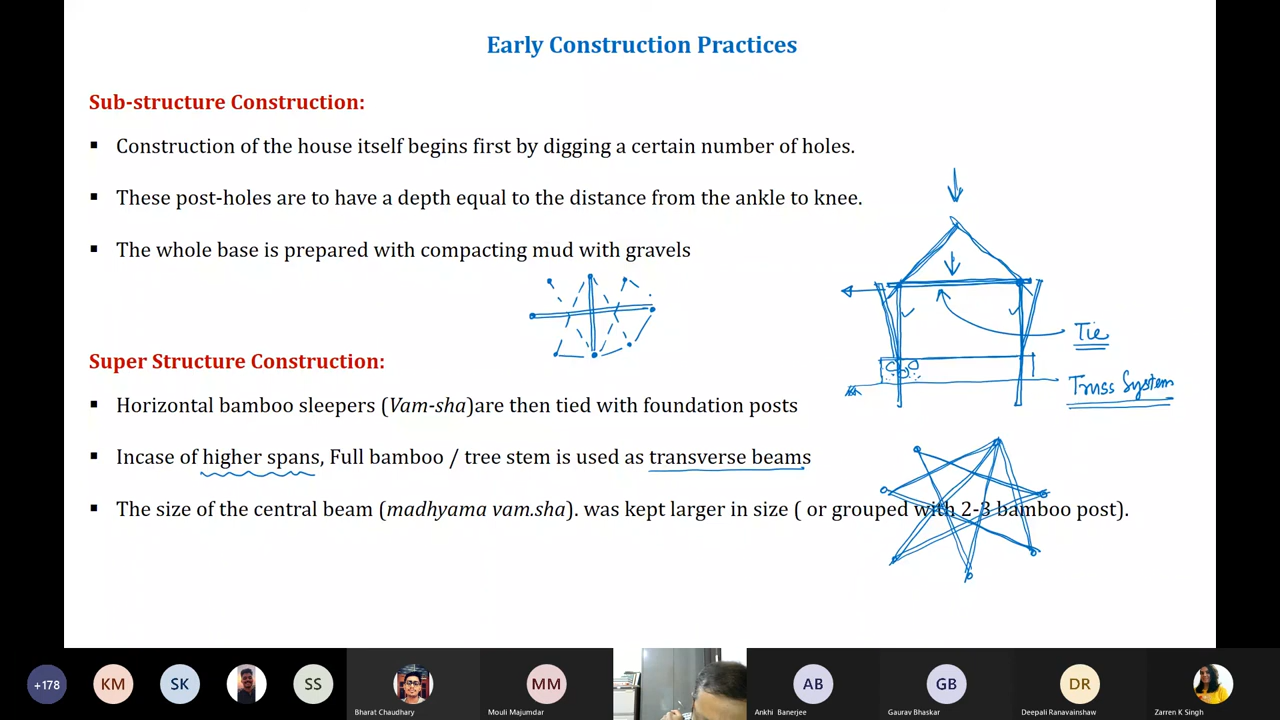 Early Construction Practices
Sub-structure Construction:
▪ Construction of the house itself begins first by digging a certain number of holes.
▪ These post-holes are to have a depth equal to the distance from the ankle to knee.
▪ The whole base is prepared with compacting mud with gravels
Tie
Super Structure Construction:
Truss System
▪ Horizontal bamboo sleepers (Vam-sha)are then tied with foundation posts
▪ Incase of higher spans, Full bamboo / tree stem is used as transverse beams
▪ The size of the central beam (madhyama vam.sha). was kept larger in size ( or grouped with 2-3 bamboo post).
+178
KM
SK
SS
Bharat Chaudhary
MM
Mouli Majumdar
AB
Ankhi Banerjee
GB
Gaurav Bhaskar
DR
Deepali Ranavainshaw
Zarren K Singh